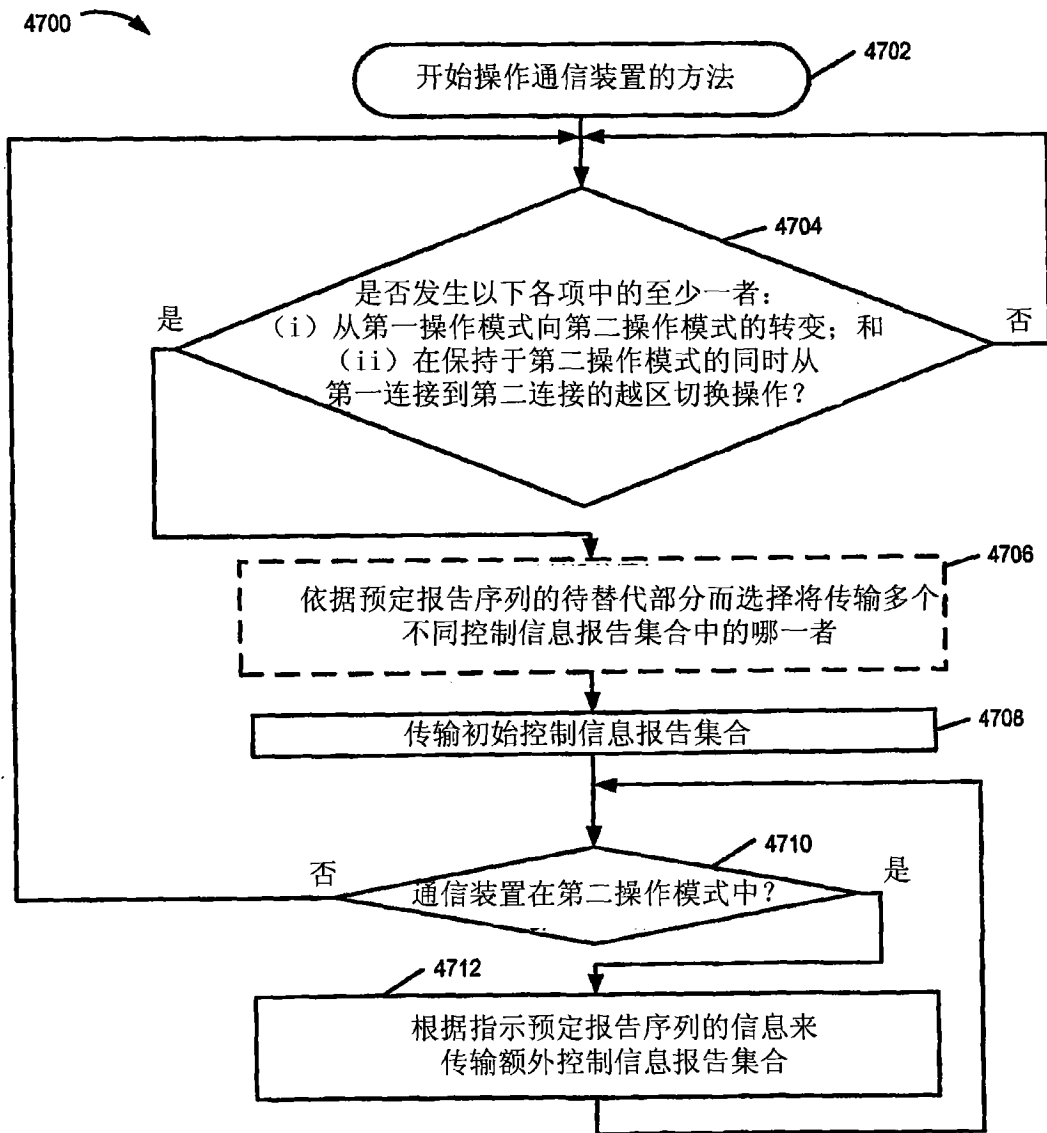 4700
开始操作通信装置的方法
4702
4704
是否发生以下各项中的至少一者:
(i)从第一操作模式向第二操作模式的转变;和
(ii)在保持于第二操作模式的同时从
第一连接到第二连接的越区切换操作?
是
否
4706
依据预定报告序列的待替代部分而选择将传输多个
不同控制信息报告集合中的哪一者
传输初始控制信息报告集合
4708
4710
否
是
通信装置在第二操作模式中?
4712
根据指示预定报告序列的信息来
传输额外控制信息报告集合